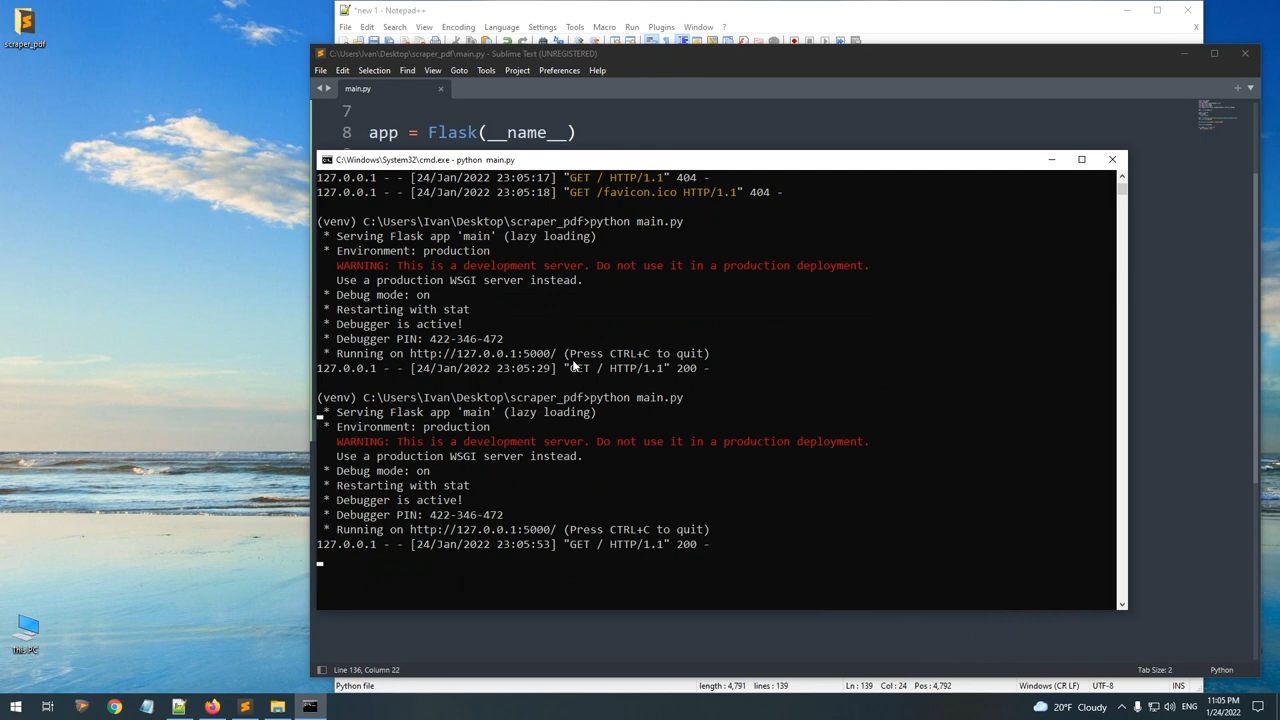 scraper_pdf
*new 1 - Notepad++
File Edit Search View Encoding Language Settings Tools Macro Run Plugins Window ?
X
C:\Users\Ivan\Desktop\scraper_pdf\main.py - Sublime Text (UNREGISTERED)
File Edit Selection Find View Goto Tools Project Preferences Help
main.py
7
8 app = Flask(__name__)
C:\Windows\System32\cmd.exe - python main.py
127.0.0.1 - - [24/Jan/2022 23:05:17] "GET / HTTP/1.1" 404 -
127.0.0.1 - - [24/Jan/2022 23:05:18] "GET /favicon.ico HTTP/1.1" 404 -
(venv) C:\Users\Ivan\Desktop\scraper_pdf>python main.py
* Serving Flask app 'main' (lazy loading)
* Environment: production
WARNING: This is a development server. Do not use it in a production deployment.
Use a production WSGI server instead.
* Debug mode: on
* Restarting with stat
* Debugger is active!
* Debugger PIN: 422-346-472
* Running on http://127.0.0.1:5000/ (Press CTRL+C to quit)
127.0.0.1 - - [24/Jan/2022 23:05:29] "GET / HTTP/1.1" 200 -
(venv) C:\Users\Ivan\Desktop\scraper_pdf>python main.py
* Serving Flask app 'main' (lazy loading)
* Environment: production
WARNING: This is a development server. Do not use it in a production deployment.
Use a production WSGI server instead.
* Debug mode: on
* Restarting with stat
* Debugger is active!
* Debugger PIN: 422-346-472
* Running on http://127.0.0.1:5000/ (Press CTRL+C to quit)
127.0.0.1 - - [24/Jan/2022 23:05:53] "GET / HTTP/1.1" 200 -
This PC
Line 136, Column 22 Tab Size: 2 Python
Python file length : 4,791 lines : 139 Ln : 139 Col : 24 Pos : 4,792 Windows (CR LF) UTF-8 INS
20°F Cloudy ENG 11:05 PM
1/24/2022